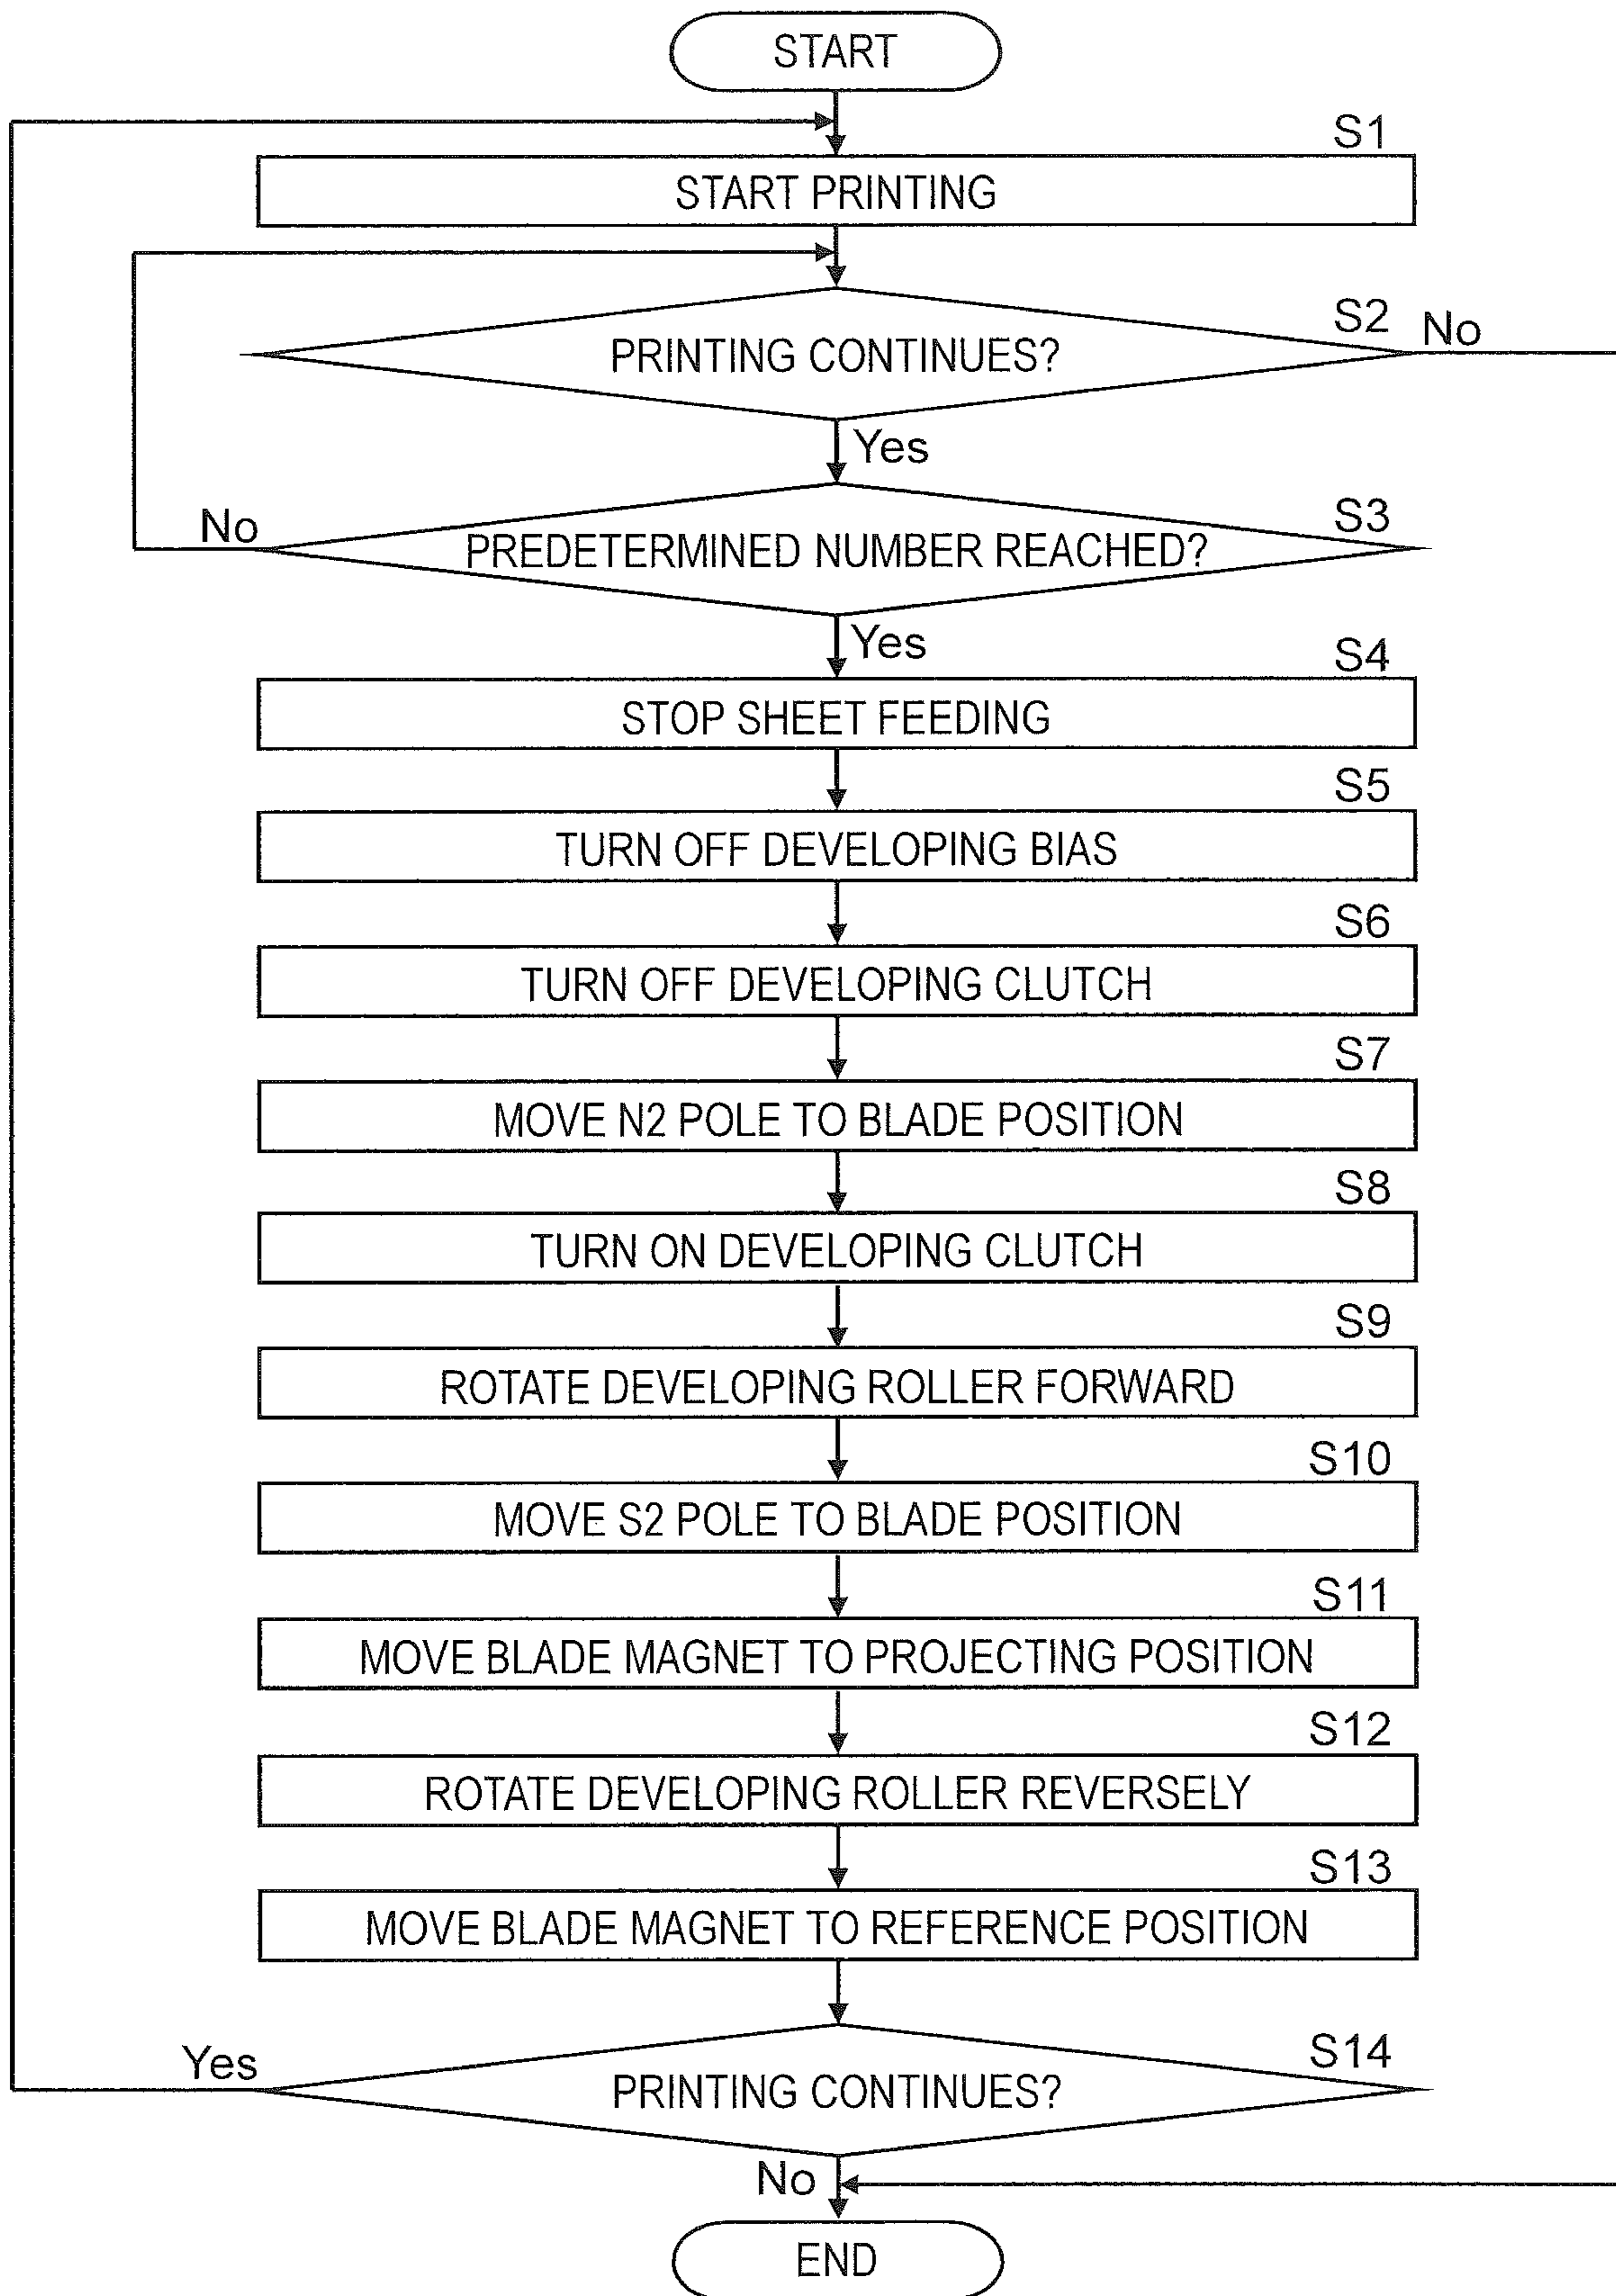 START
S1
START PRINTING
S2
No
PRINTING CONTINUES?
Yes
S3
No
PREDETERMINED NUMBER REACHED?
Yes
S4
STOP SHEET FEEDING
S5
TURN OFF DEVELOPING BIAS
S6
TURN OFF DEVELOPING CLUTCH
S7
MOVE N2 POLE TO BLADE POSITION
S8
TURN ON DEVELOPING CLUTCH
S9
ROTATE DEVELOPING ROLLER FORWARD
S10
MOVE S2 POLE TO BLADE POSITION
S11
MOVE BLADE MAGNET TO PROJECTING POSITION
S12
ROTATE DEVELOPING ROLLER REVERSELY
S13
MOVE BLADE MAGNET TO REFERENCE POSITION
S14
Yes
PRINTING CONTINUES?
No
END